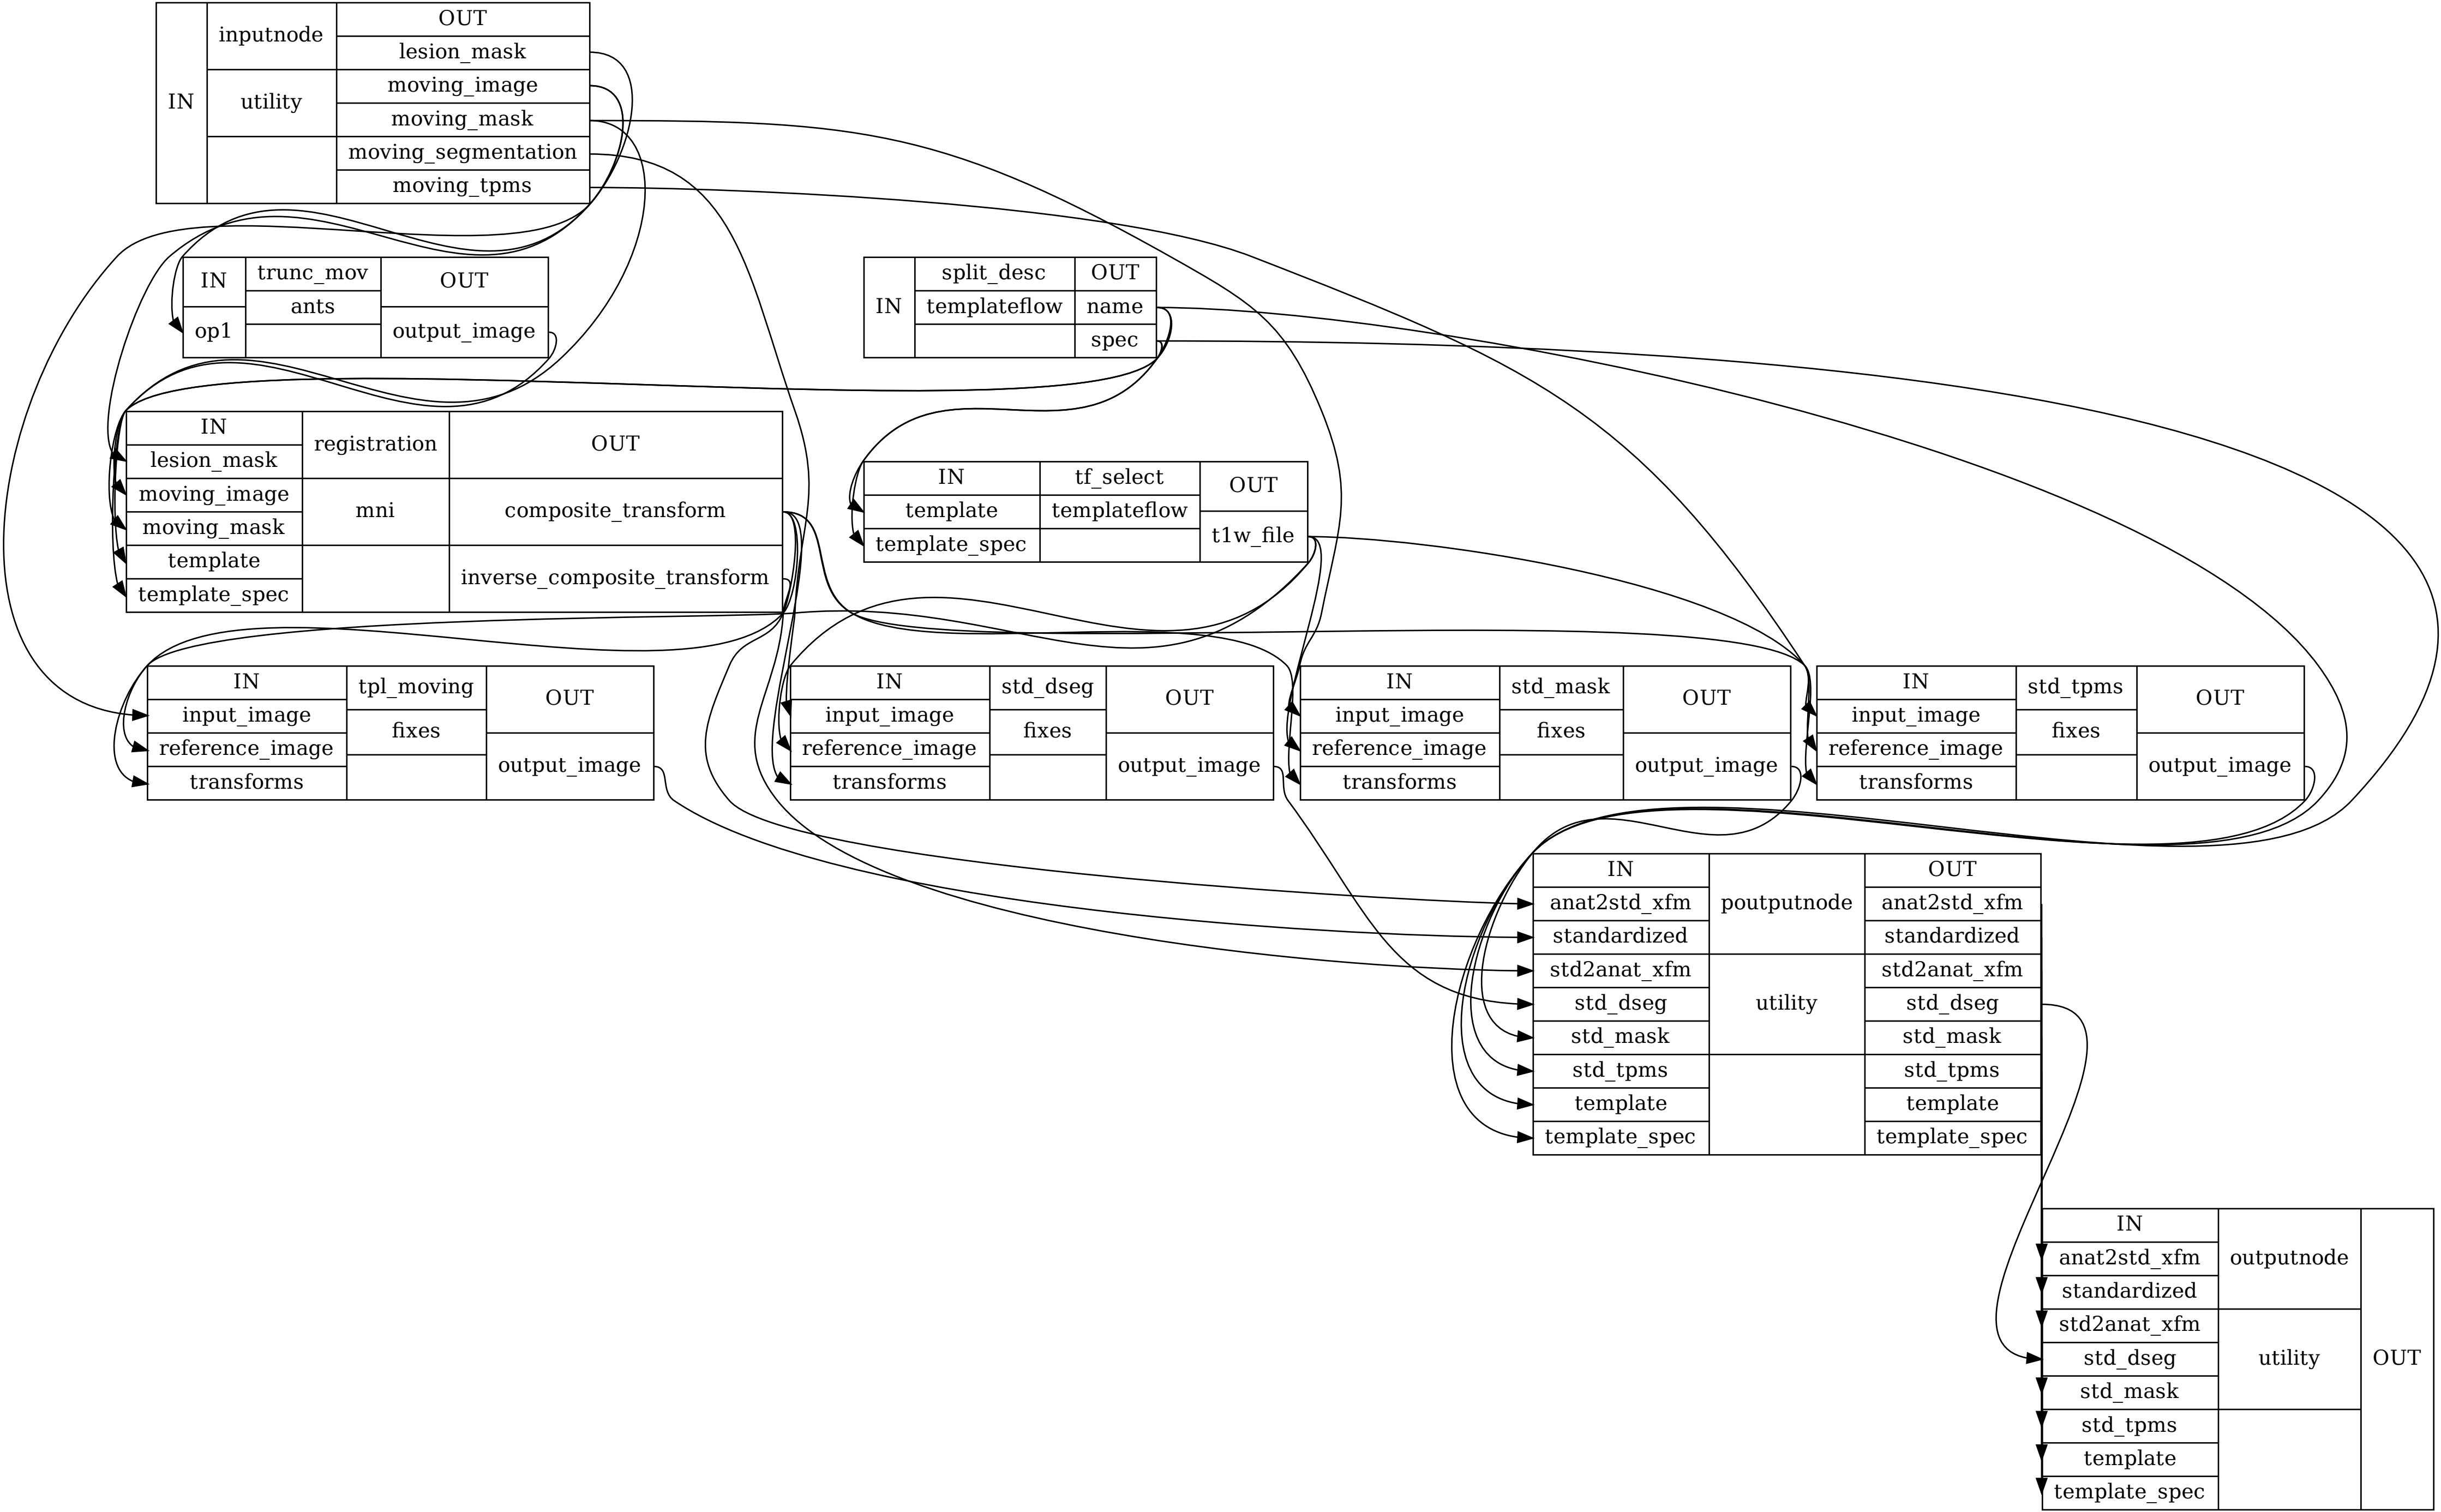 IN
inputnode
utility
OUT
lesion_mask
moving_image
moving_mask
moving_segmentation
moving_tpms
IN
op1
trunc_mov
ants
OUT
output_image
IN
split_desc
templateflow
OUT
name
spec
IN
lesion_mask
moving_image
moving_mask
template
template_spec
registration
mni
OUT
composite_transform
inverse_composite_transform
IN
template
template_spec
tf_select
templateflow
OUT
t1w_file
IN
input_image
reference_image
transforms
tpl_moving
fixes
OUT
output_image
IN
input_image
reference_image
transforms
std_dseg
fixes
OUT
output_image
IN
input_image
reference_image
transforms
std_mask
fixes
OUT
output_image
IN
input_image
reference_image
transforms
std_tpms
fixes
OUT
output_image
IN
anat2std_xfm
standardized
std2anat_xfm
std_dseg
std_mask
std_tpms
template
template_spec
poutputnode
utility
OUT
anat2std_xfm
standardized
std2anat_xfm
std_dseg
std_mask
std_tpms
template
template_spec
IN
anat2std_xfm
standardized
std2anat_xfm
std_dseg
std_mask
std_tpms
template
template_spec
outputnode
utility
OUT